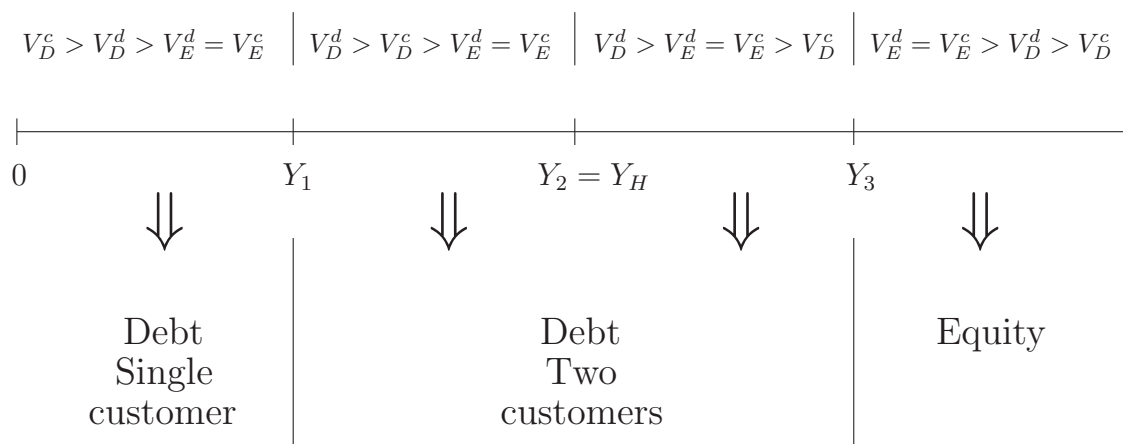 V_D^c > V_D^d > V_E^d = V_E^c | V_D^d > V_D^c > V_E^d = V_E^c | V_D^d > V_E^d = V_E^c > V_D^c | V_E^d = V_E^c > V_D^d > V_D^c
0 Y_1 Y_2 = Y_H Y_3
⇓ ⇓ ⇓ ⇓
Debt Debt Equity
Single Two
customer customers